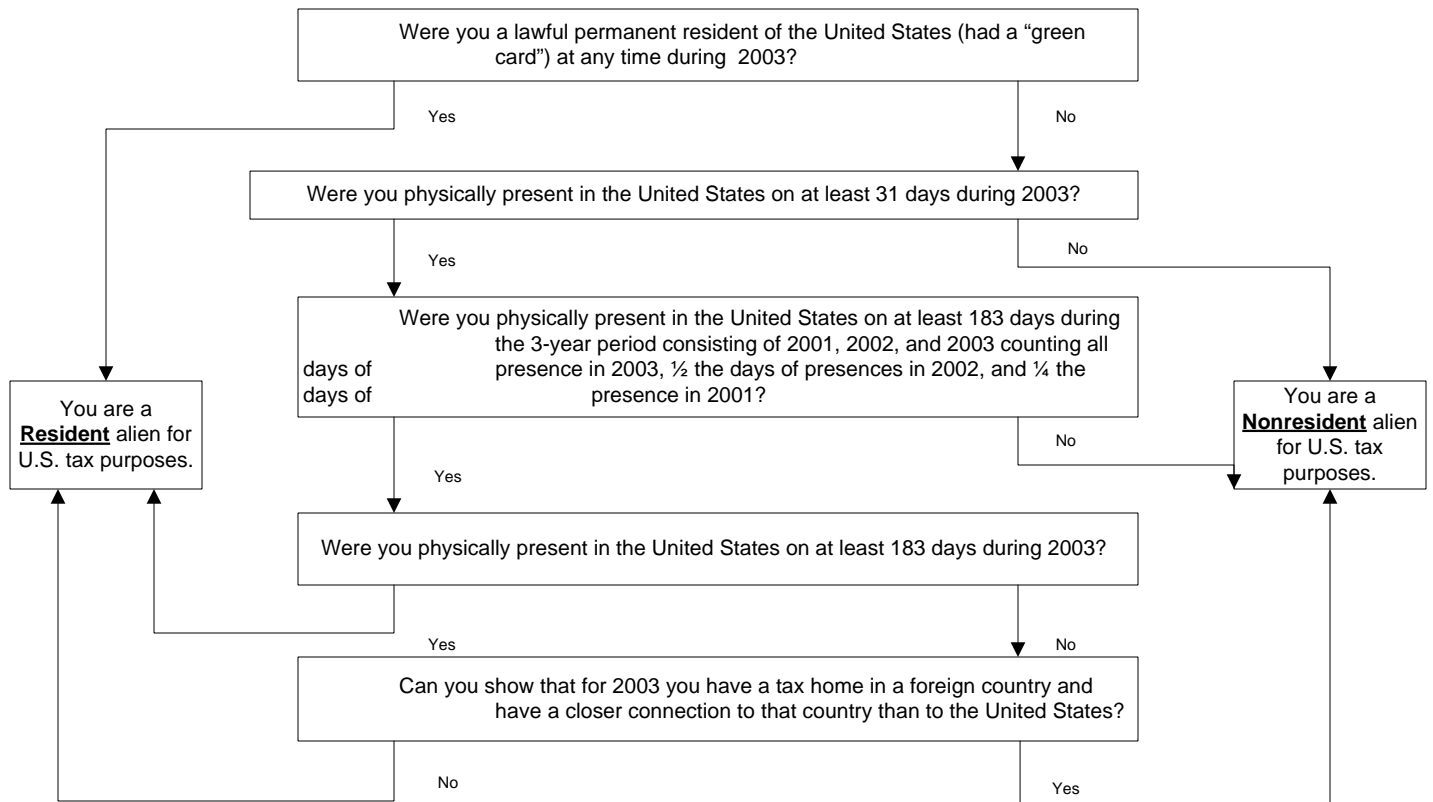 Were you a lawful permanent resident of the United States (had a “green
card”) at any time during 2003?
Yes
No
Were you physically present in the United States on at least 31 days during 2003?
Yes
No
Were you physically present in the United States on at least 183 days during
the 3-year period consisting of 2001, 2002, and 2003 counting all
days of presence in 2003, ½ the days of presences in 2002, and ¼ the
days of presence in 2001?
You are a
Resident alien for
U.S. tax purposes.
You are a
Nonresident alien
for U.S. tax
purposes.
Yes
No
Were you physically present in the United States on at least 183 days during 2003?
Yes
No
Can you show that for 2003 you have a tax home in a foreign country and
have a closer connection to that country than to the United States?
No
Yes